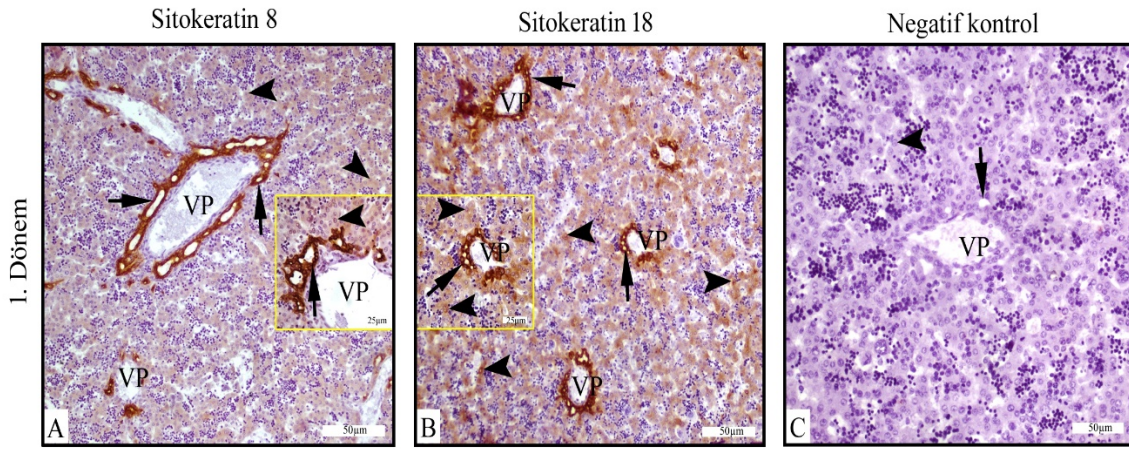 Sitokeratin 8
Sitokeratin 18
Negatif kontrol
1. Dönem
VP
VP
VP
25µm
A
50µm
VP
VP
VP
25µm
VP
B
50µm
VP
C
50µm